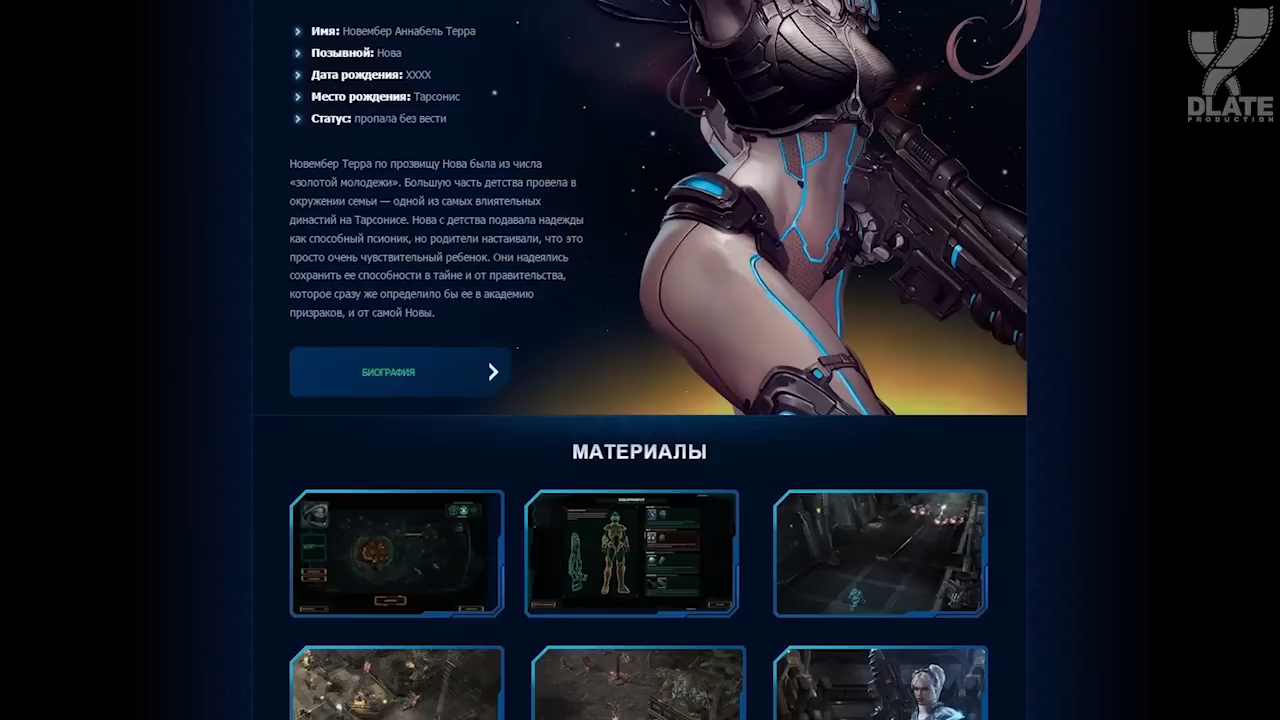 Имя: Новембер Аннабель Терра
Позывной: Нова
Дата рождения: XXXX
Место рождения: Тарсонис
Статус: пропала без вести
Новембер Терра по прозвищу Нова была из числа
«золотой молодежи». Большую часть детства провела в
окружении семьи — одной из самых влиятельных
династий на Тарсонисе. Нова с детства подавала надежды
как способный псионик, но родители настаивали, что это
просто очень чувствительный ребенок. Они надеялись
сохранить ее способности в тайне и от правительства,
которое сразу же определило бы ее в академию
призраков, и от самой Новы.
БИОГРАФИЯ
МАТЕРИАЛЫ
EQUIPMENT
DLATE
PRODUCTION